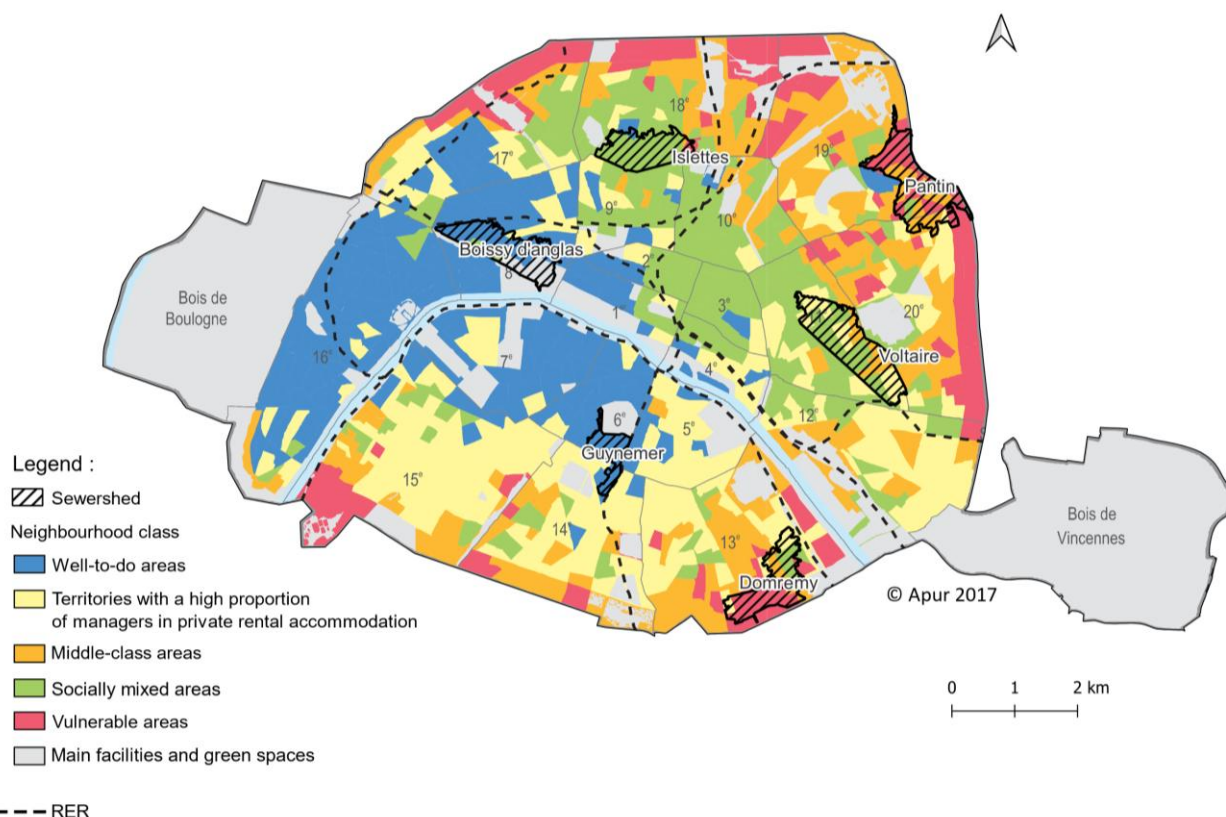 18ᵉ
17ᵉ
Islettes
19ᵉ
Pantin
9ᵉ
10ᵉ
Boissy d'anglas
2ᵉ
8ᵉ
Bois de
Boulogne
3ᵉ
1ᵉ
20ᵉ
11ᵉ
16ᵉ
7ᵉ
Voltaire
4ᵉ
12ᵉ
6ᵉ
5ᵉ
Guynemer
15ᵉ
14ᵉ
13ᵉ
Bois de
Vincennes
Domremy
© Apur 2017
Legend :
Sewershed
Neighbourhood class
Well-to-do areas
Territories with a high proportion
of managers in private rental accommodation
Middle-class areas
Socially mixed areas
Vulnerable areas
Main facilities and green spaces
RER
0 1 2 km